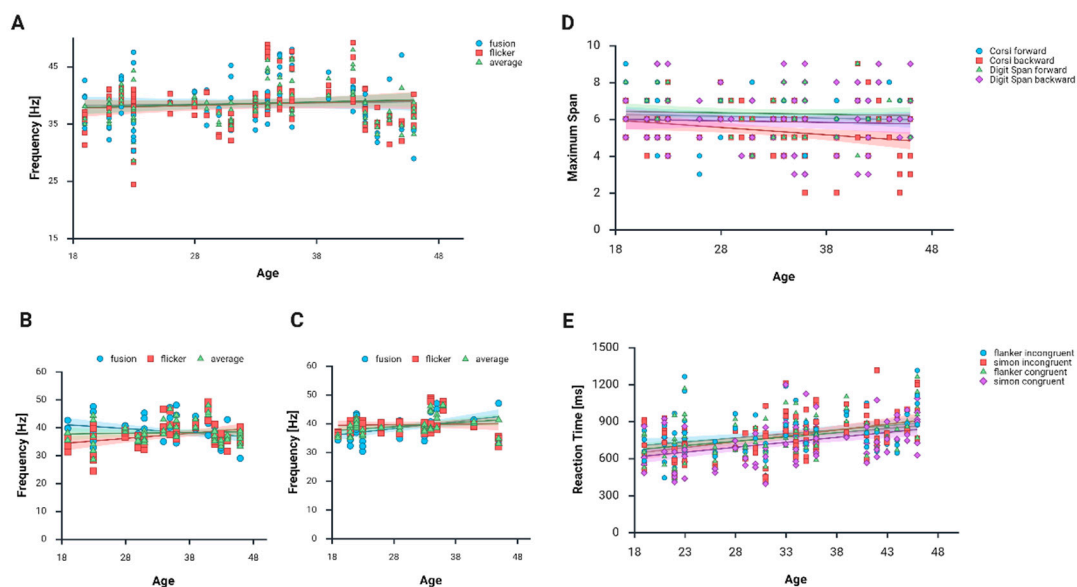 A
fusion
flicker
average
Frequency [Hz]
45
35
25
15
18
28
38
48
Age
D
Corsi forward
Corsi backward
Digit Span forward
Digit Span backward
Maximum Span
10
8
6
4
2
0
18
28
38
48
Age
B
fusion
flicker
average
Frequency [Hz]
60
50
40
30
20
10
0
18
28
38
48
Age
C
fusion
flicker
average
Frequency [Hz]
60
50
40
30
20
10
0
18
28
38
48
Age
E
flanker incongruent
simon incongruent
flanker congruent
simon congruent
Reaction Time [ms]
1500
1200
900
600
300
0
18
23
28
33
38
43
48
Age